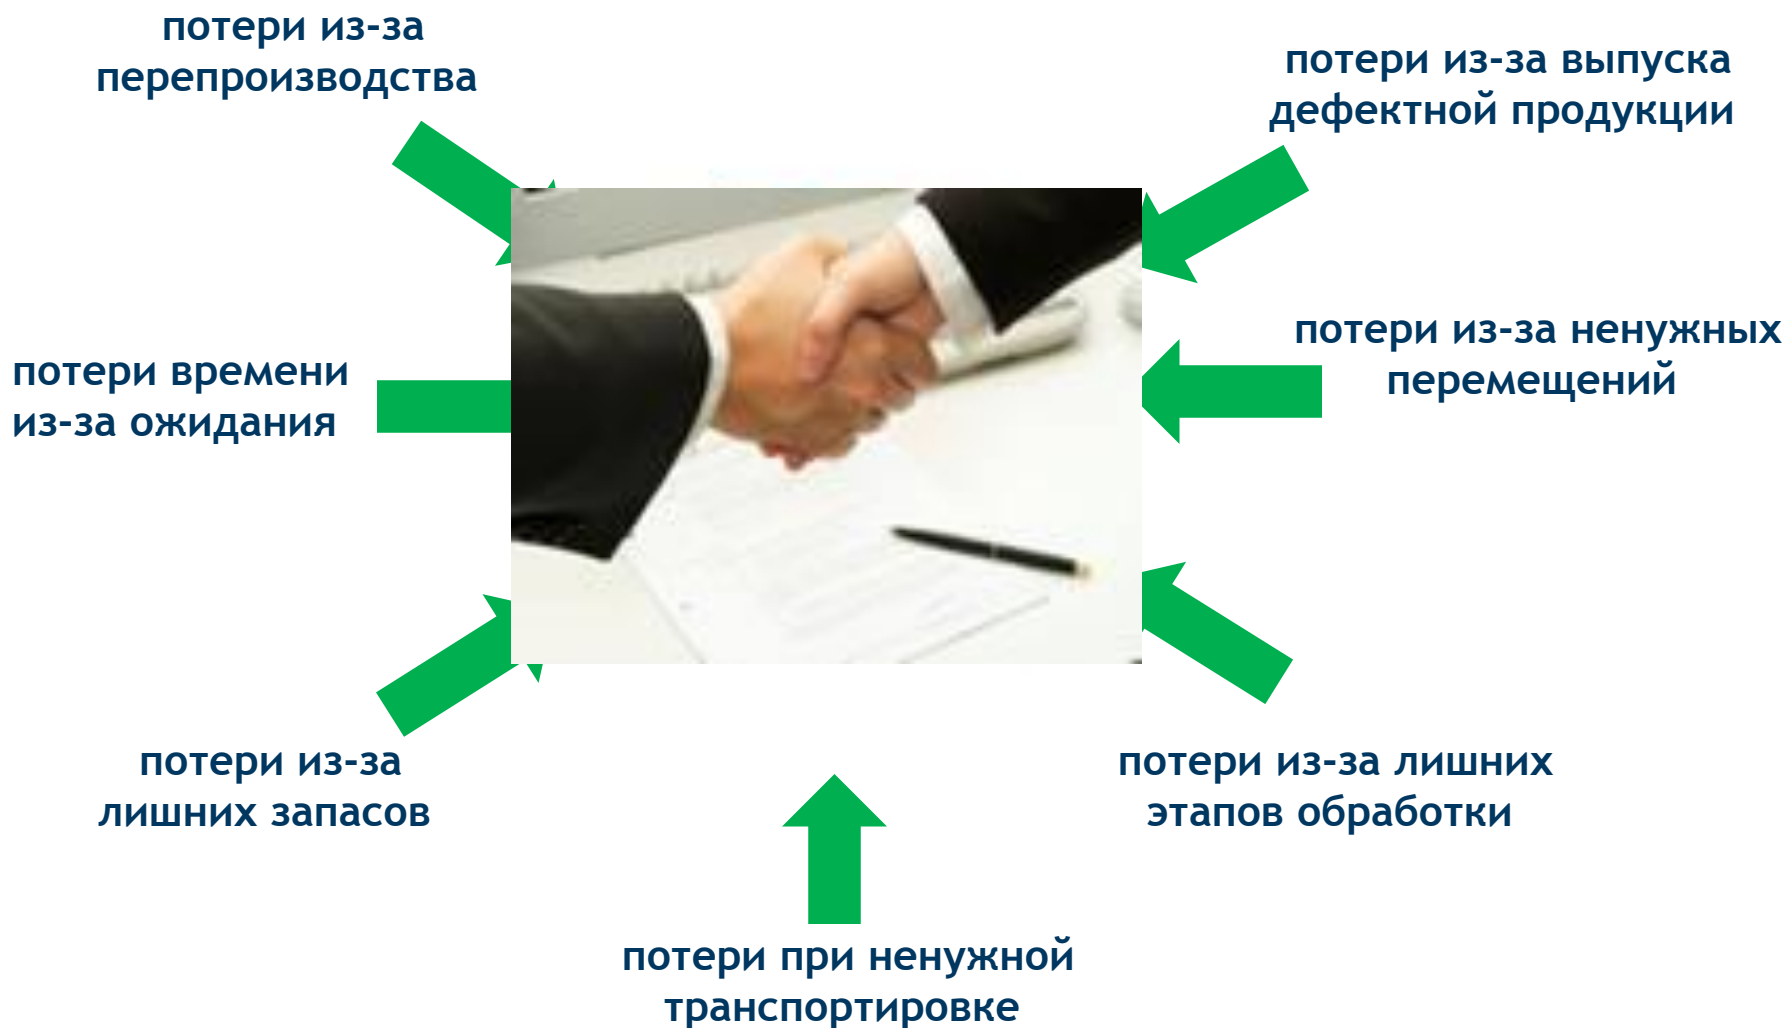 потери из-за
перепроизводства
потери из-за выпуска
дефектной продукции
потери из-за ненужных
перемещений
потери времени
из-за ожидания
потери из-за
лишних запасов
потери из-за лишних
этапов обработки
потери при ненужной
транспортировке